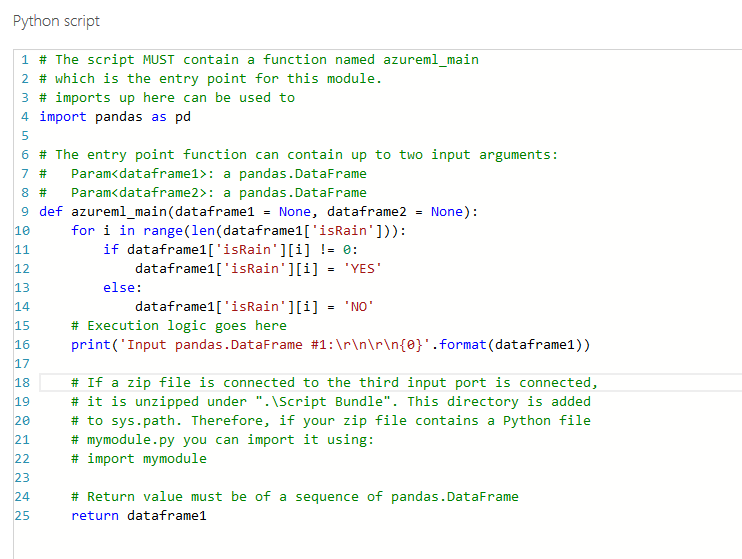 Python script
1 # The script MUST contain a function named azureml_main
2 # which is the entry point for this module.
3 # imports up here can be used to
4 import pandas as pd
5
6 # The entry point function can contain up to two input arguments:
7 #   Param<dataframe1>: a pandas.DataFrame
8 #   Param<dataframe2>: a pandas.DataFrame
9 def azureml_main(dataframe1 = None, dataframe2 = None):
10     for i in range(len(dataframe1['isRain'])):
11         if dataframe1['isRain'][i] != 0:
12             dataframe1['isRain'][i] = 'YES'
13         else:
14             dataframe1['isRain'][i] = 'NO'
15     # Execution logic goes here
16     print('Input pandas.DataFrame #1:\r\n\r\n{0}'.format(dataframe1))
17
18     # If a zip file is connected to the third input port is connected,
19     # it is unzipped under ".\Script Bundle". This directory is added
20     # to sys.path. Therefore, if your zip file contains a Python file
21     # mymodule.py you can import it using:
22     # import mymodule
23
24     # Return value must be of a sequence of pandas.DataFrame
25     return dataframe1